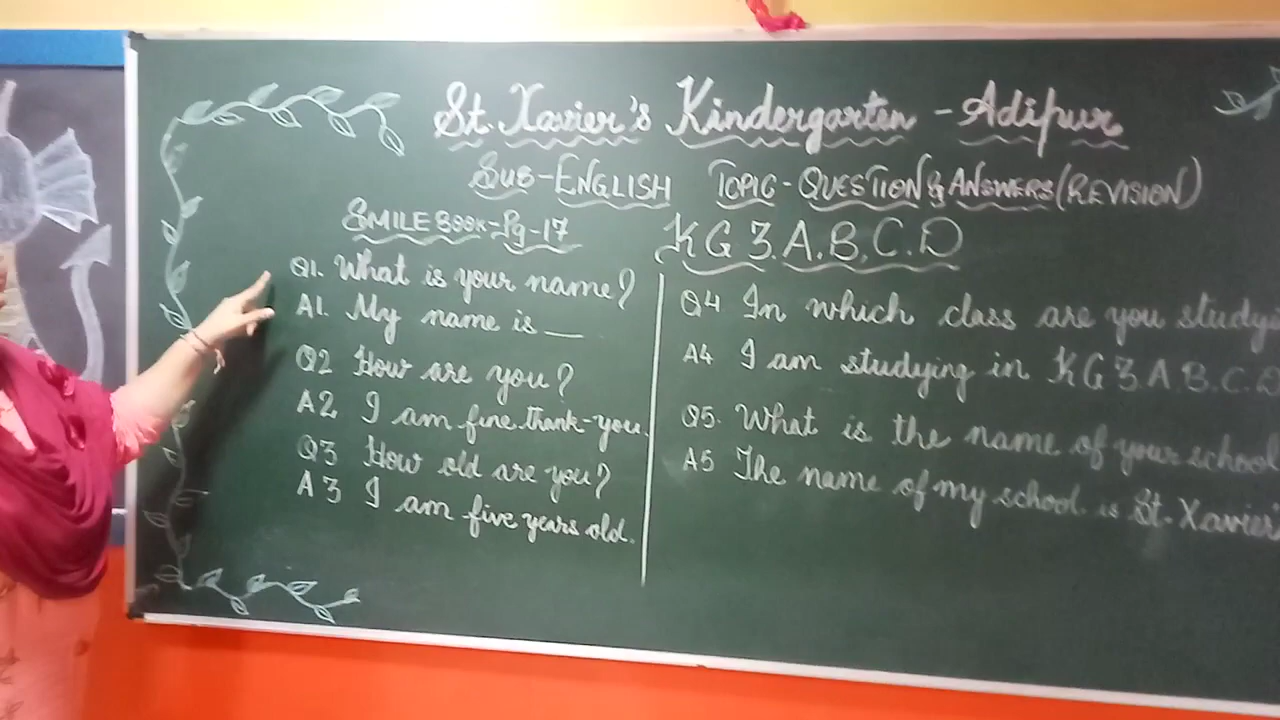 St. Xavier's Kindergarten - Adipur
SUB-ENGLISH TOPIC - QUESTION & ANSWERS (REVISION)
SMILE BOOK-Pg-17
KG 3.A.B.C.D
Q1. What is your name?
A1. My name is __
Q2 How are you?
A2 I am fine thank-you.
Q3 How old are you?
A3 I am five years old.
Q4 In which class are you
A4 I am studying in KG 3.A.B.C.D
Q5. What is the name of your school
A5 The name of my school is St. Xavier's